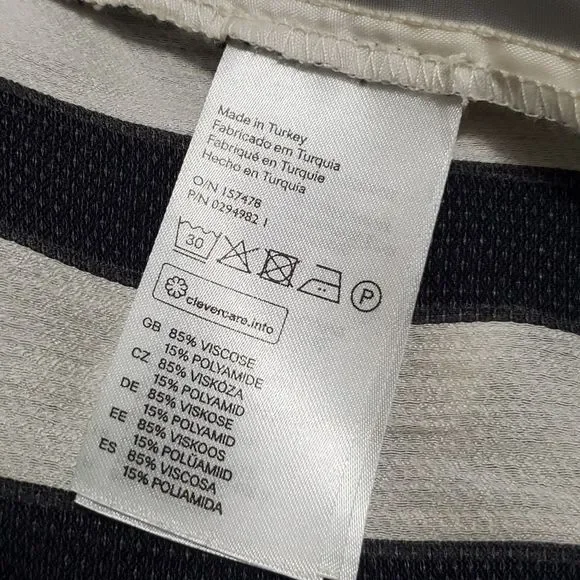 Made in Turkey
Fabricado em Turquia
Fabriqué en Turquie
Hecho en Turquía
O/N 157478
P/N 0294982 1
30
P
clevercare.info
GB 85% VISCOSE
15% POLYAMIDE
CZ 85% VISKÓZA
15% POLYAMID
DE 85% VISKOSE
15% POLYAMID
EE 85% VISKOOS
15% POLÜAMIID
ES 85% VISCOSA
15% POLIAMIDA